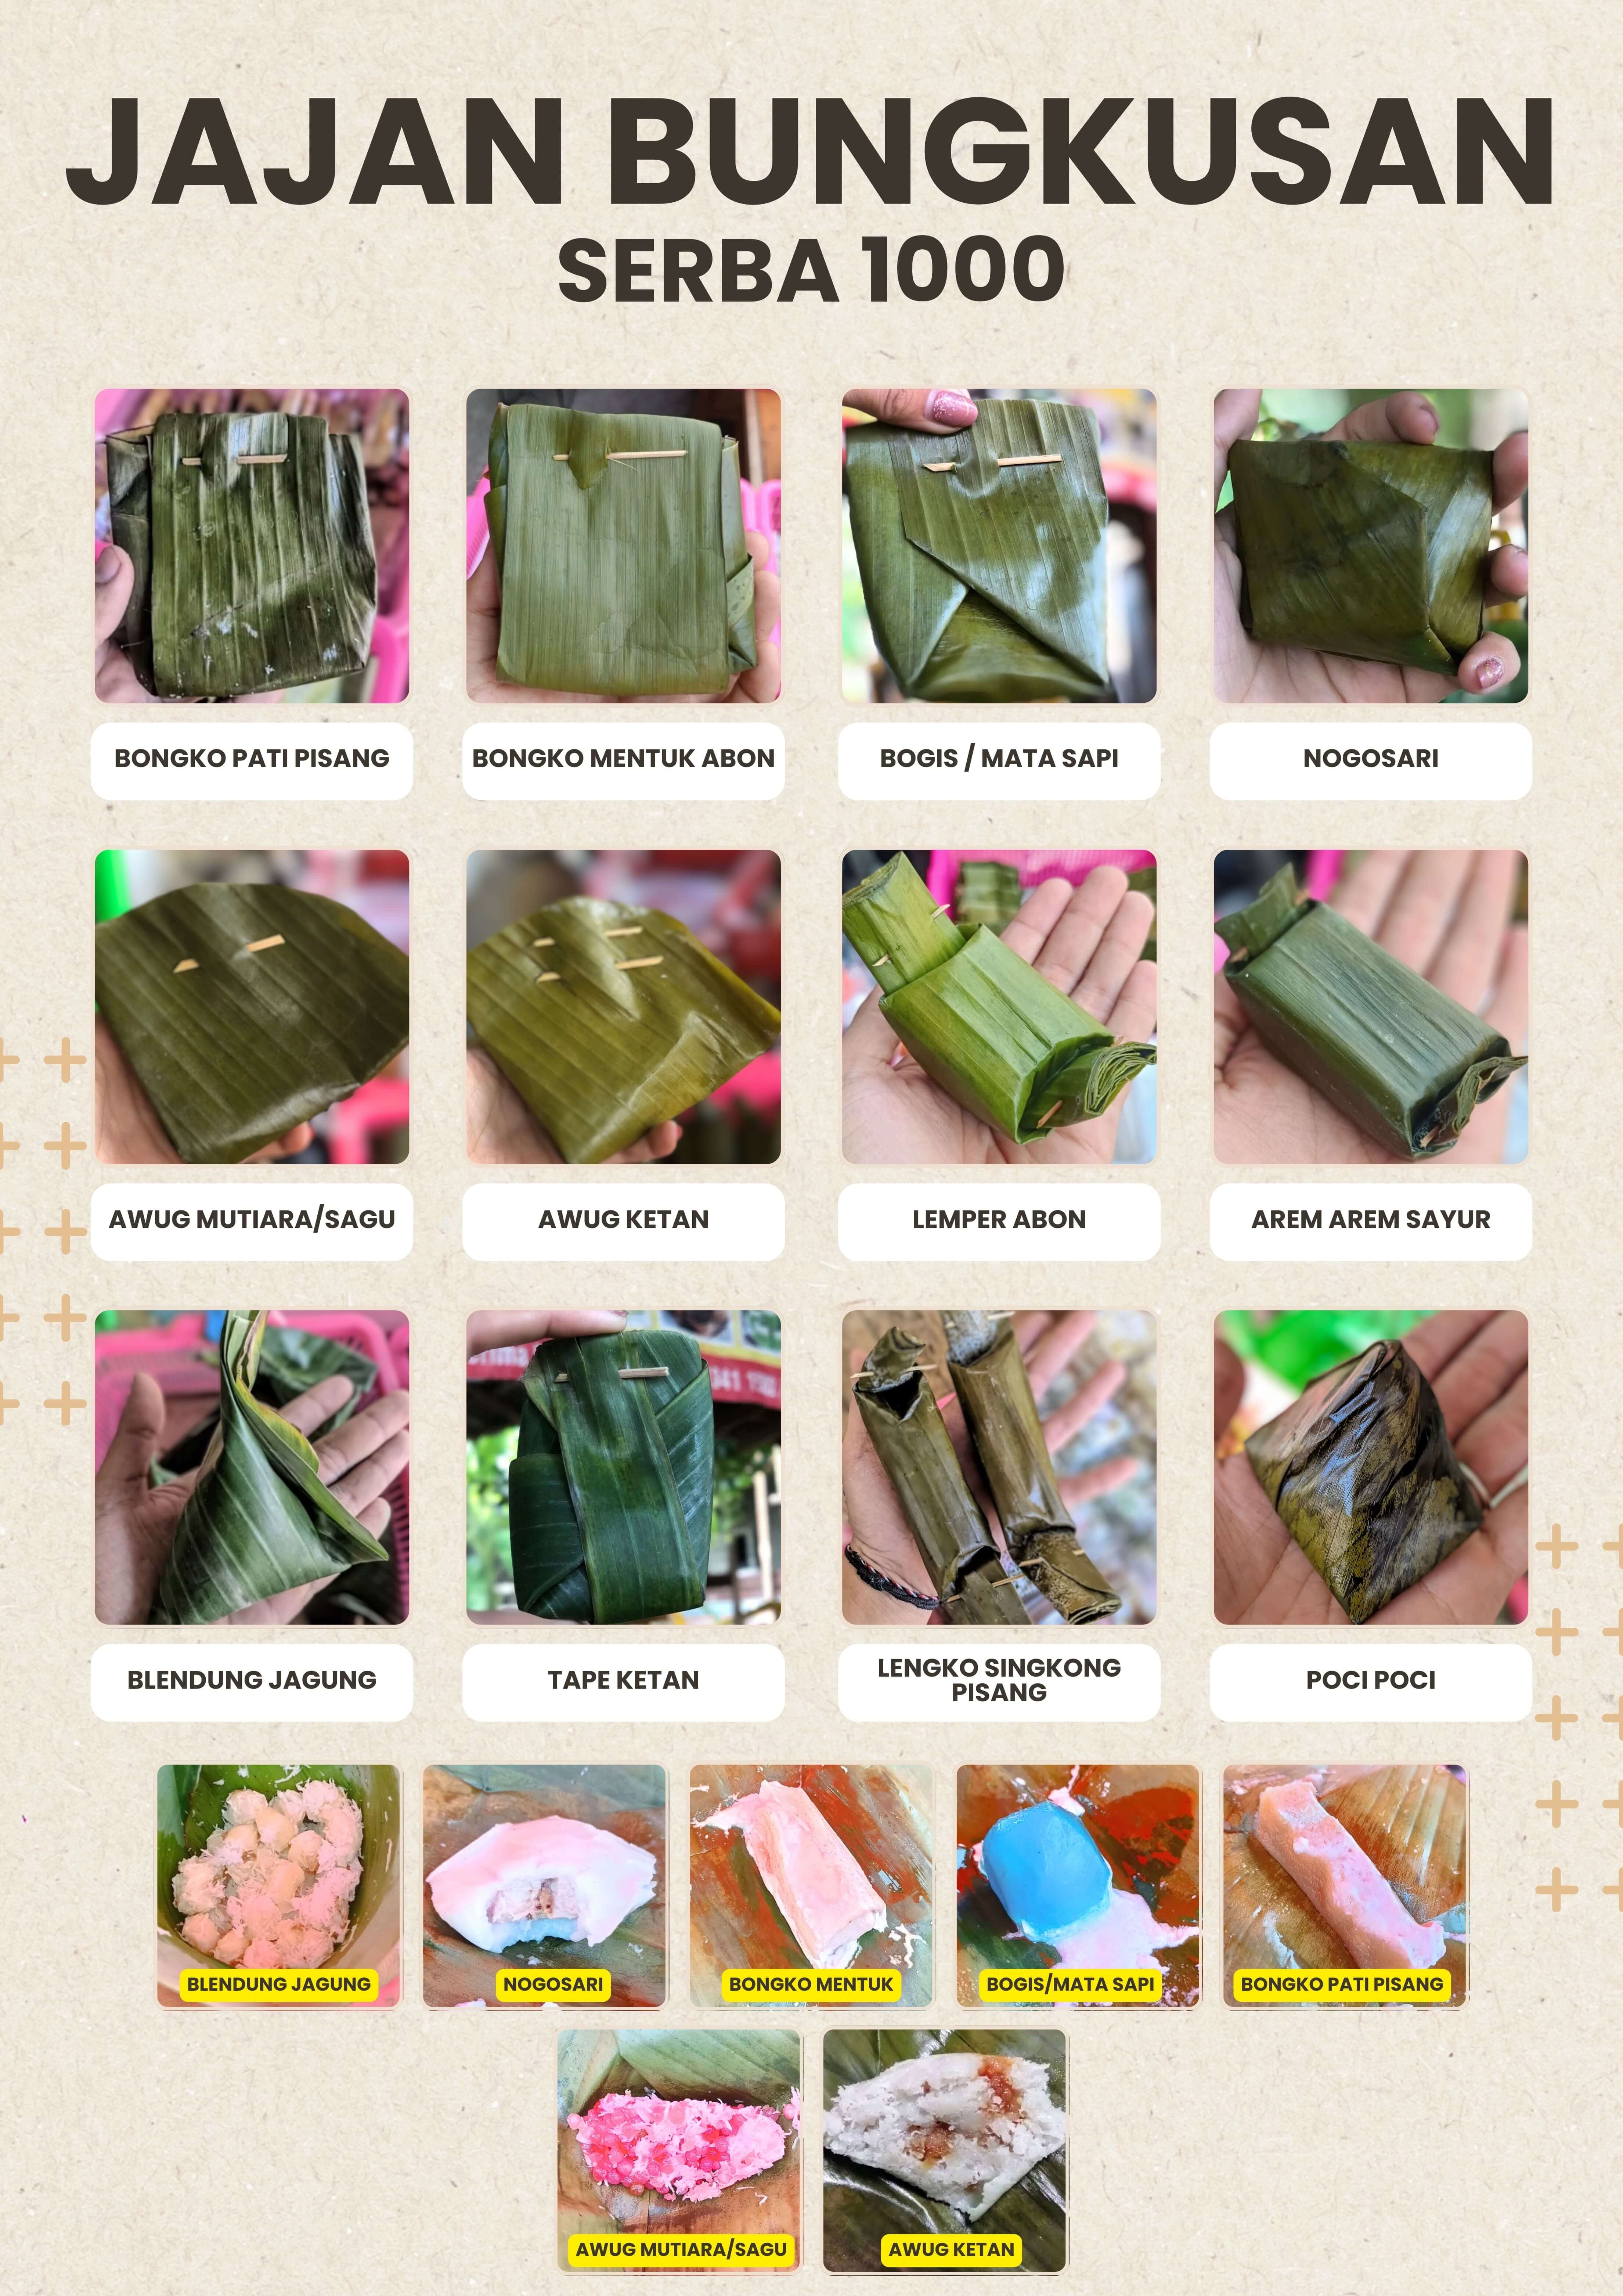 JAJAN BUNGKUSAN
SERBA 1000
BONGKO PATI PISANG
BONGKO MENTUK ABON
BOGIS / MATA SAPI
NOGOSARI
AWUG MUTIARA/SAGU
AWUG KETAN
LEMPER ABON
AREM AREM SAYUR
BLENDUNG JAGUNG
TAPE KETAN
LENGKO SINGKONG
PISANG
POCI POCI
BLENDUNG JAGUNG
NOGOSARI
BONGKO MENTUK
BOGIS/MATA SAPI
BONGKO PATI PISANG
AWUG MUTIARA/SAGU
AWUG KETAN